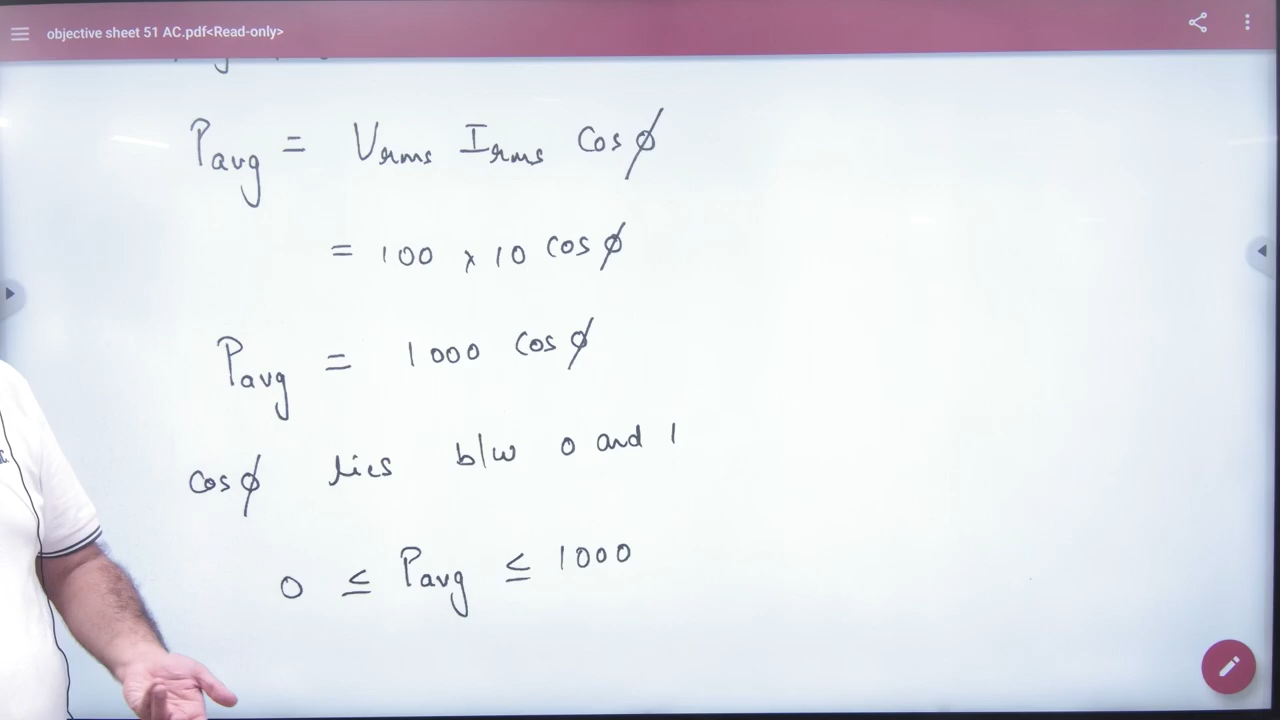 objective sheet 51 AC.pdf<Read-only>
Pavg = Vrms Irms Cos ϕ
= 100 x 10 cos ϕ
Pavg = 1000 cos ϕ
cos ϕ lies b/w 0 and 1
0 ≤ Pavg ≤ 1000